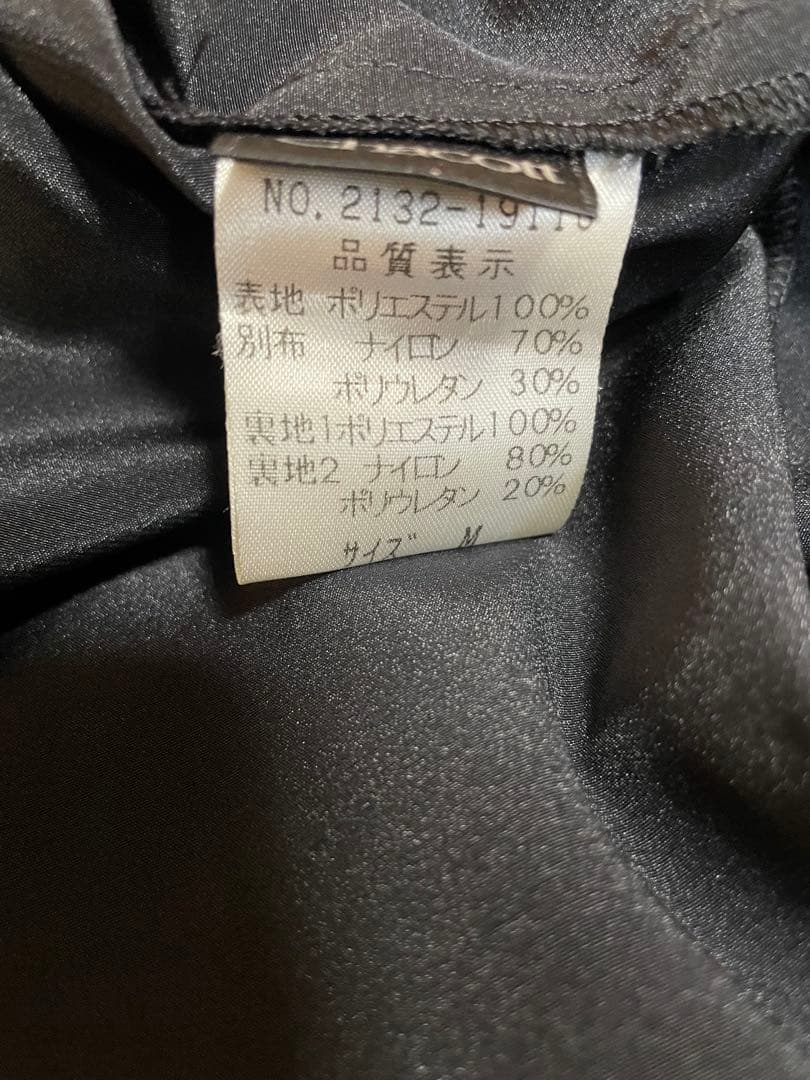 Chacott
NO.2132-19110
品質表示
表地 ポリエステル100%
別布 ナイロン 70%
ポリウレタン 30%
裏地1ポリエステル100%
裏地2 ナイロン 80%
ポリウレタン 20%
サイズ M